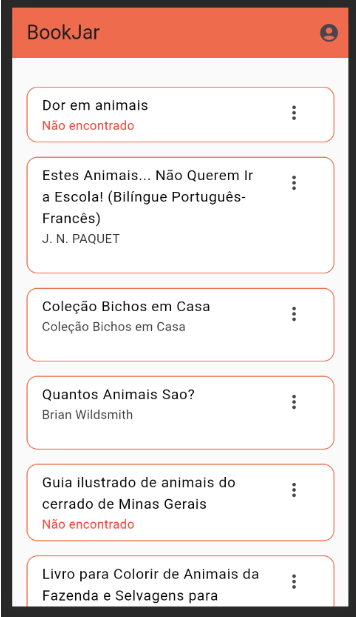 BookJar
Dor em animais
Não encontrado
Estes Animais... Não Querem Ir
a Escola! (Bilíngue Português-
Francês)
J. N. PAQUET
Coleção Bichos em Casa
Coleção Bichos em Casa
Quantos Animais Sao?
Brian Wildsmith
Guia ilustrado de animais do
cerrado de Minas Gerais
Não encontrado
Livro para Colorir de Animais da
Fazenda e Selvagens para